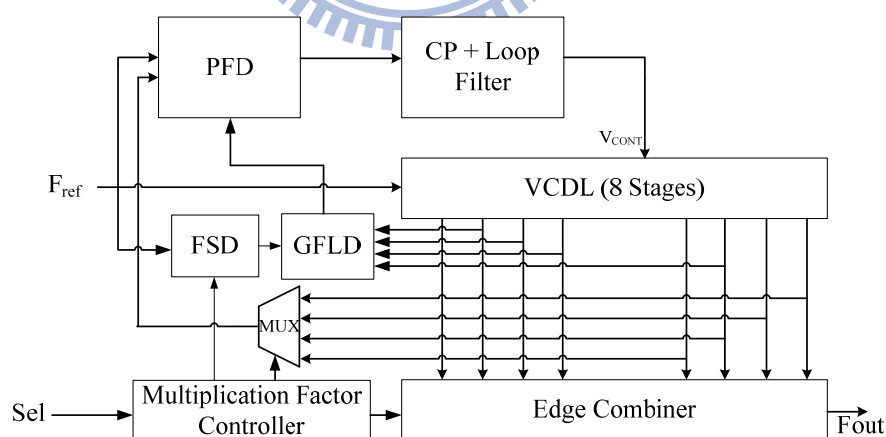 PFD
CP + Loop
Filter
VCONT
Fref
VCDL (8 Stages)
FSD
GFLD
MUX
Sel
Multiplication Factor
Controller
Edge Combiner
Fout